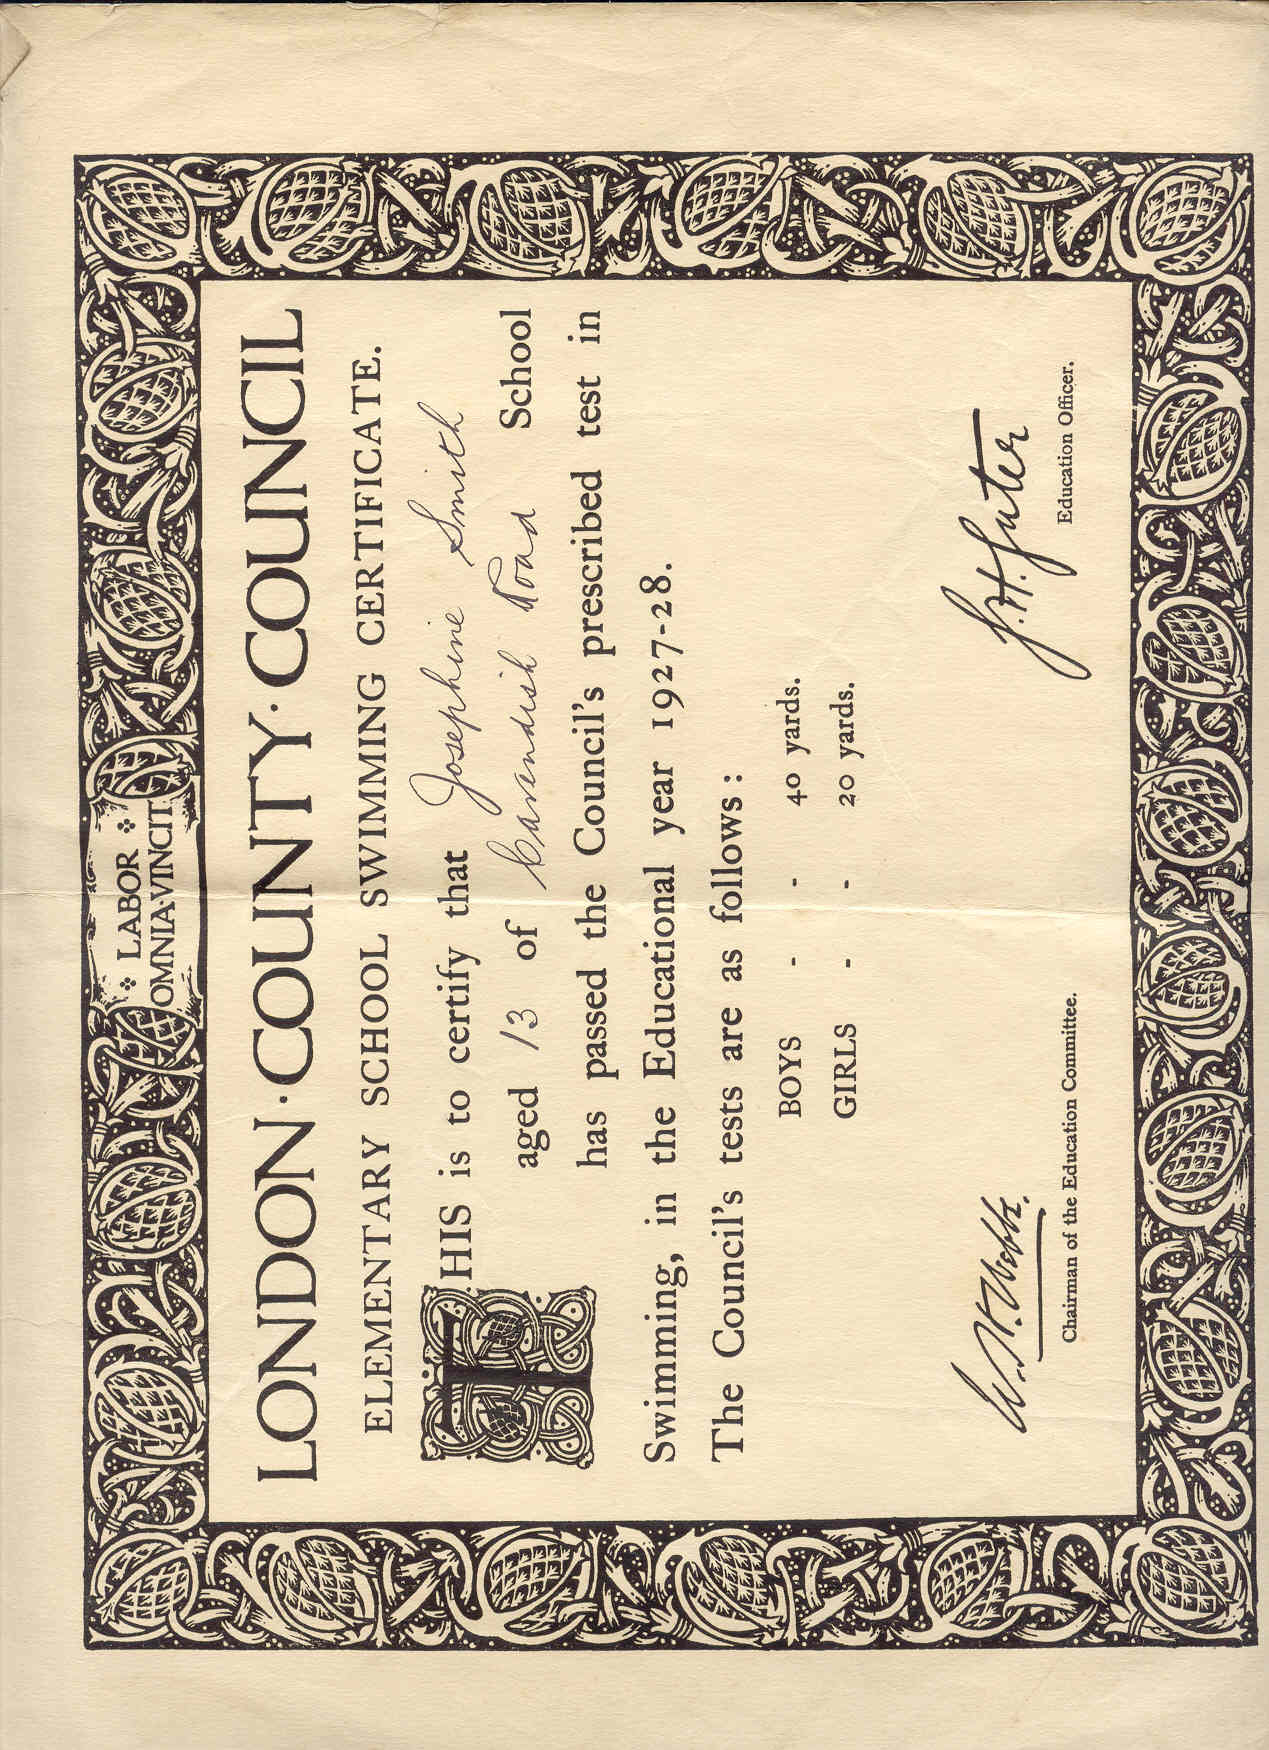 LABOR
OMNIA·VINCIT
LONDON·COUNTY·COUNCIL
ELEMENTARY SCHOOL SWIMMING CERTIFICATE.
THIS is to certify that Josephine Smith
aged 13 of Cavendish Road School
has passed the Council's prescribed test in
Swimming, in the Educational year 1927-28.
The Council's tests are as follows:
BOYS - - 40 yards.
GIRLS - - 20 yards.
W. H. Webbe. G. H. Gater
Chairman of the Education Committee. Education Officer.